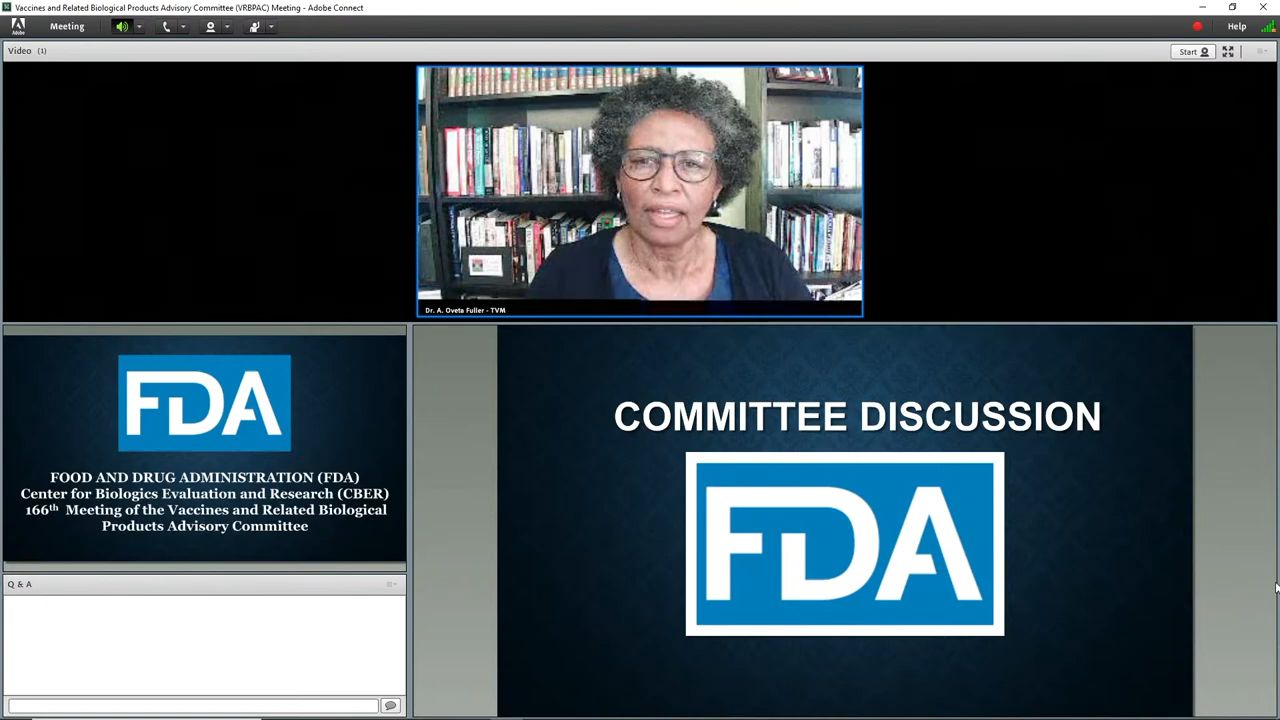 Vaccines and Related Biological Products Advisory Committee (VRBPAC) Meeting - Adobe Connect
Meeting
Help
Video (1)
Start
Dr. A. Oveta Fuller - TVM
FDA
FOOD AND DRUG ADMINISTRATION (FDA)
Center for Biologics Evaluation and Research (CBER)
166th Meeting of the Vaccines and Related Biological
Products Advisory Committee
COMMITTEE DISCUSSION
FDA
Q & A